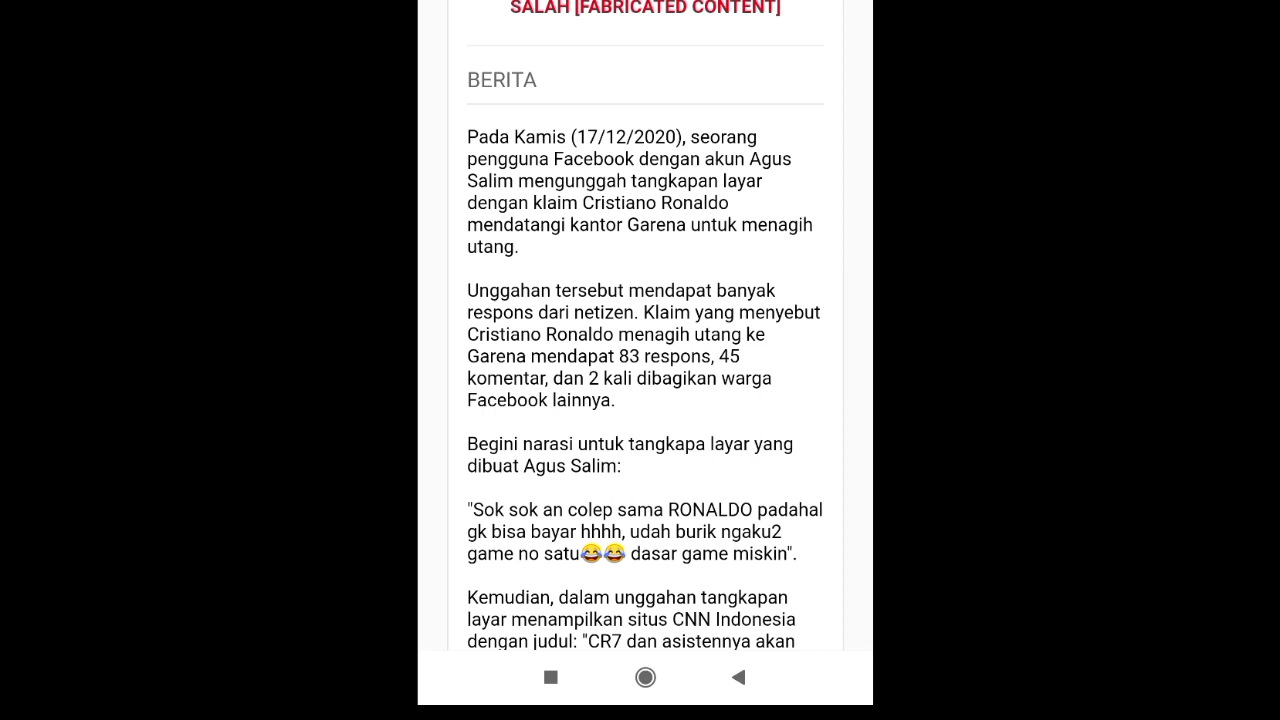 SALAH [FABRICATED CONTENT]
BERITA
Pada Kamis (17/12/2020), seorang
pengguna Facebook dengan akun Agus
Salim mengunggah tangkapan layar
dengan klaim Cristiano Ronaldo
mendatangi kantor Garena untuk menagih
utang.
Unggahan tersebut mendapat banyak
respons dari netizen. Klaim yang menyebut
Cristiano Ronaldo menagih utang ke
Garena mendapat 83 respons, 45
komentar, dan 2 kali dibagikan warga
Facebook lainnya.
Begini narasi untuk tangkapa layar yang
dibuat Agus Salim:
"Sok sok an colep sama RONALDO padahal
gk bisa bayar hhhh, udah burik ngaku2
game no satu😂😂 dasar game miskin".
Kemudian, dalam unggahan tangkapan
layar menampilkan situs CNN Indonesia
dengan judul: "CR7 dan asistennya akan